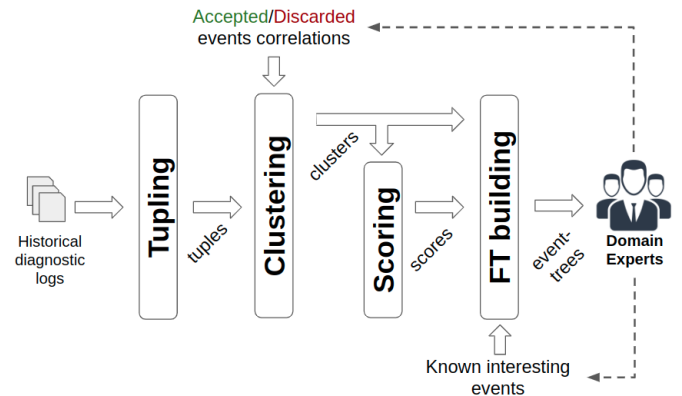 Accepted/Discarded
events correlations
Historical
diagnostic
logs
Tupling
tuples
Clustering
clusters
Scoring
scores
FT building
event-
trees
Domain
Experts
Known interesting
events